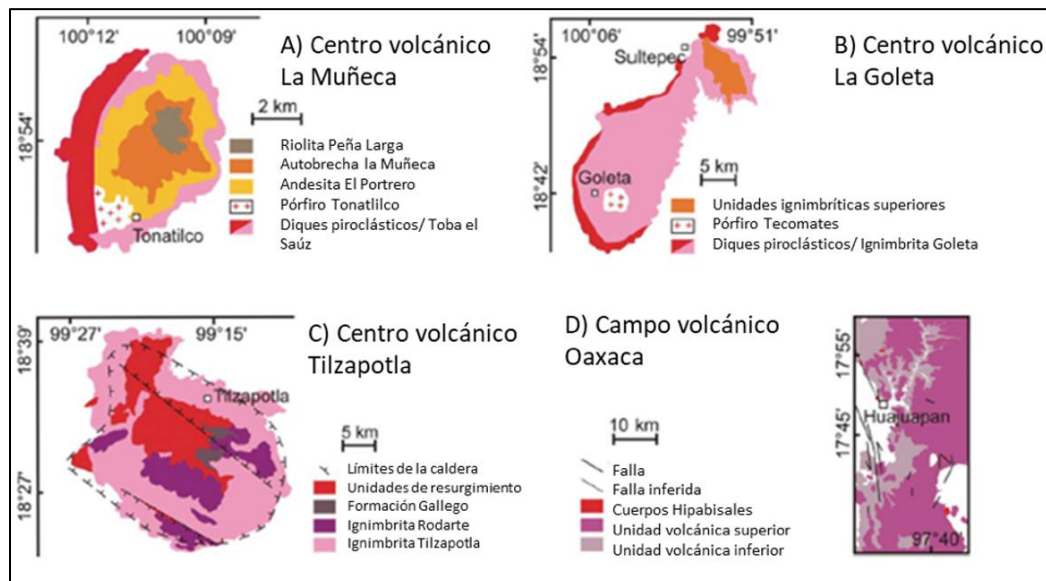 100°12' 100°09'
18°54'
A) Centro volcánico
La Muñeca
2 km
Riolita Peña Larga
Autobrecha la Muñeca
Andesita El Portrero
Pórfiro Tonatlilco
Diques piroclásticos/ Toba el
Saúz
Tonatilco
100°06' 99°51'
18°54'
18°42'
Sultepec
Goleta
B) Centro volcánico
La Goleta
5 km
Unidades ignimbríticas superiores
Pórfiro Tecomates
Diques piroclásticos/ Ignimbrita Goleta
99°27' 99°15'
18°39'
18°27'
Tilzapotla
C) Centro volcánico
Tilzapotla
5 km
Límites de la caldera
Unidades de resurgimiento
Formación Gallego
Ignimbrita Rodarte
Ignimbrita Tilzapotla
D) Campo volcánico
Oaxaca
10 km
Falla
Falla inferida
Cuerpos Hipabisales
Unidad volcánica superior
Unidad volcánica inferior
17°55'
17°45'
Huajuapan
97°40'